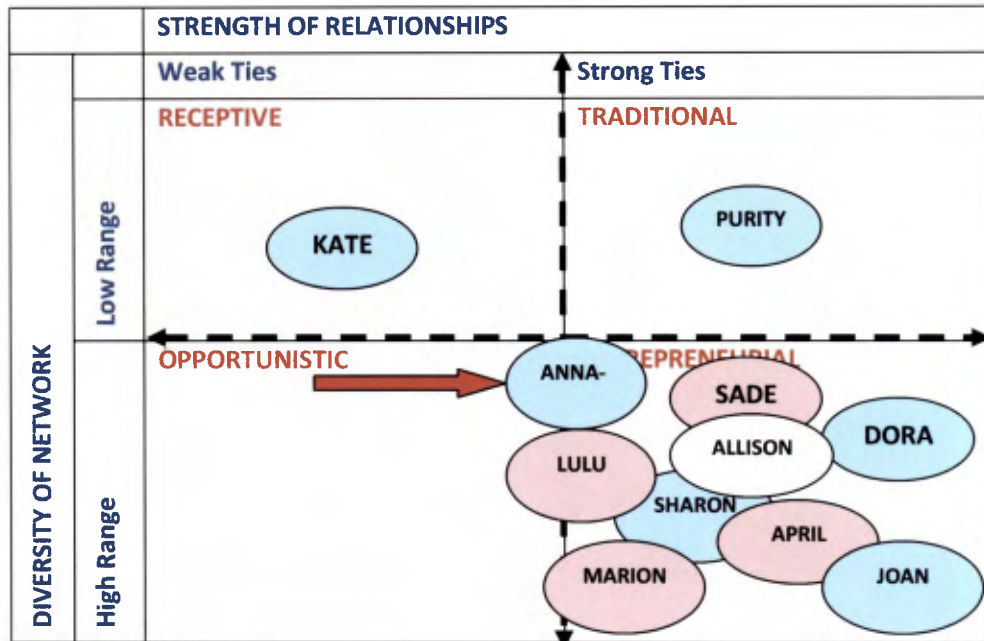 STRENGTH OF RELATIONSHIPS
Weak Ties
Strong Ties
DIVERSITY OF NETWORK
Low Range
RECEPTIVE
TRADITIONAL
KATE
PURITY
High Range
OPPORTUNISTIC
REPRENEURIAL
ANNA-
SADE
DORA
ALLISON
LULU
SHARON
APRIL
MARION
JOAN